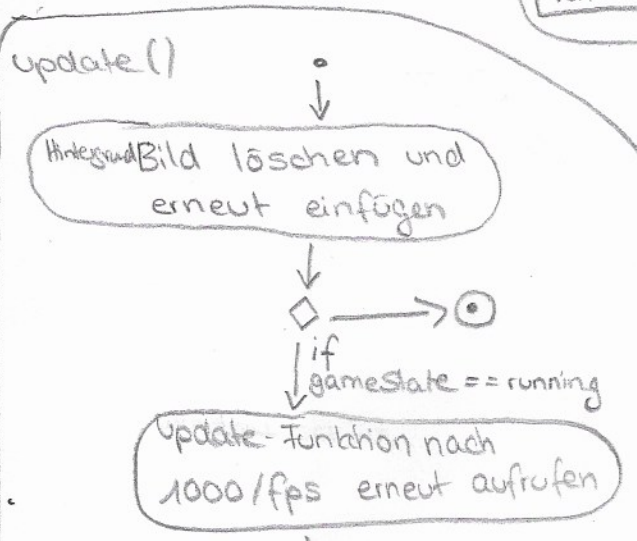 update()
HintergrundBild löschen und
erneut einfügen
if
gameState == running
Update-Funktion nach
1000/fps erneut aufrufen